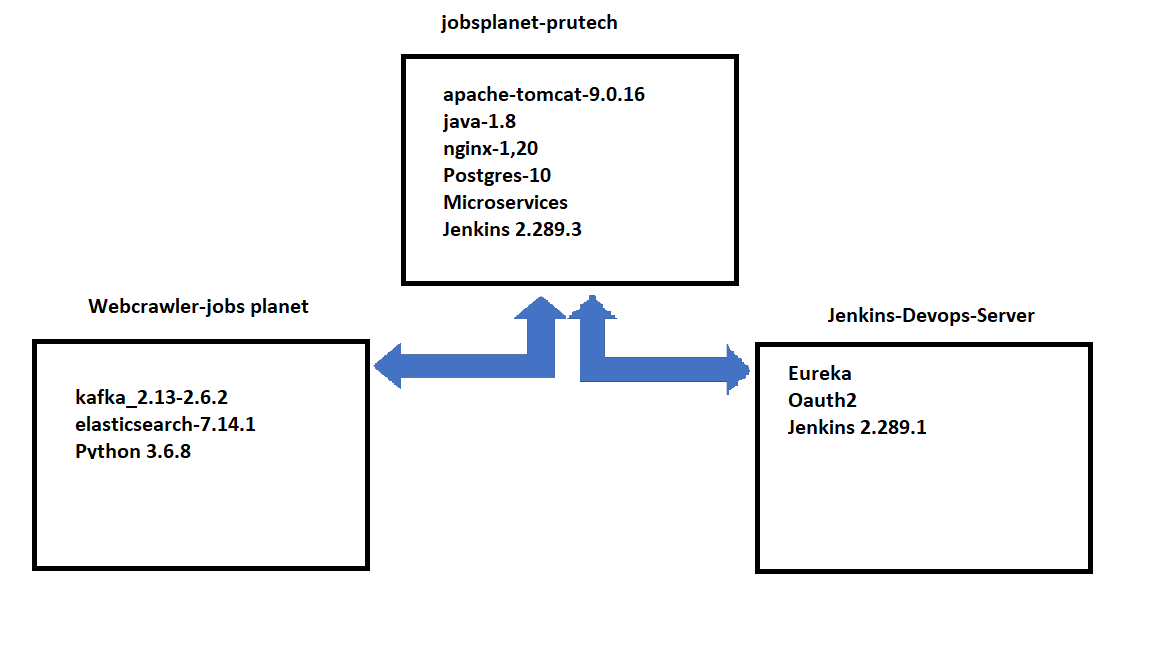 jobsplanet-prutech
apache-tomcat-9.0.16
java-1.8
nginx-1,20
Postgres-10
Microservices
Jenkins 2.289.3
Webcrawler-jobs planet
kafka_2.13-2.6.2
elasticsearch-7.14.1
Python 3.6.8
Jenkins-Devops-Server
Eureka
Oauth2
Jenkins 2.289.1